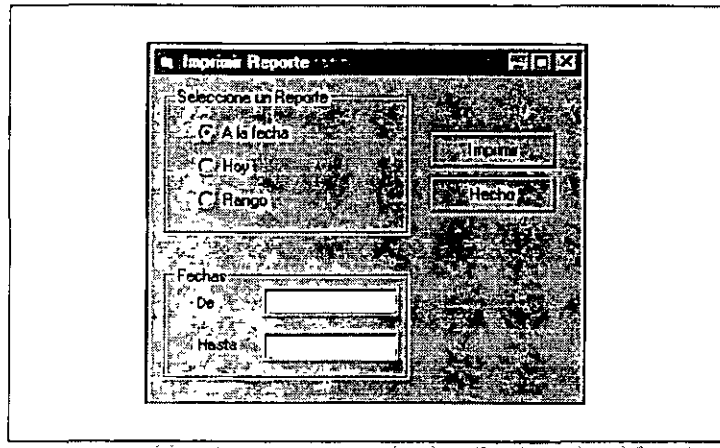 Imprimir Reporte
Seleccione un Reporte
A la fecha
Hoy
Rango
Imprimir
Hecho
Fechas
De
Hasta